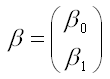 β = (β₀
β₁)